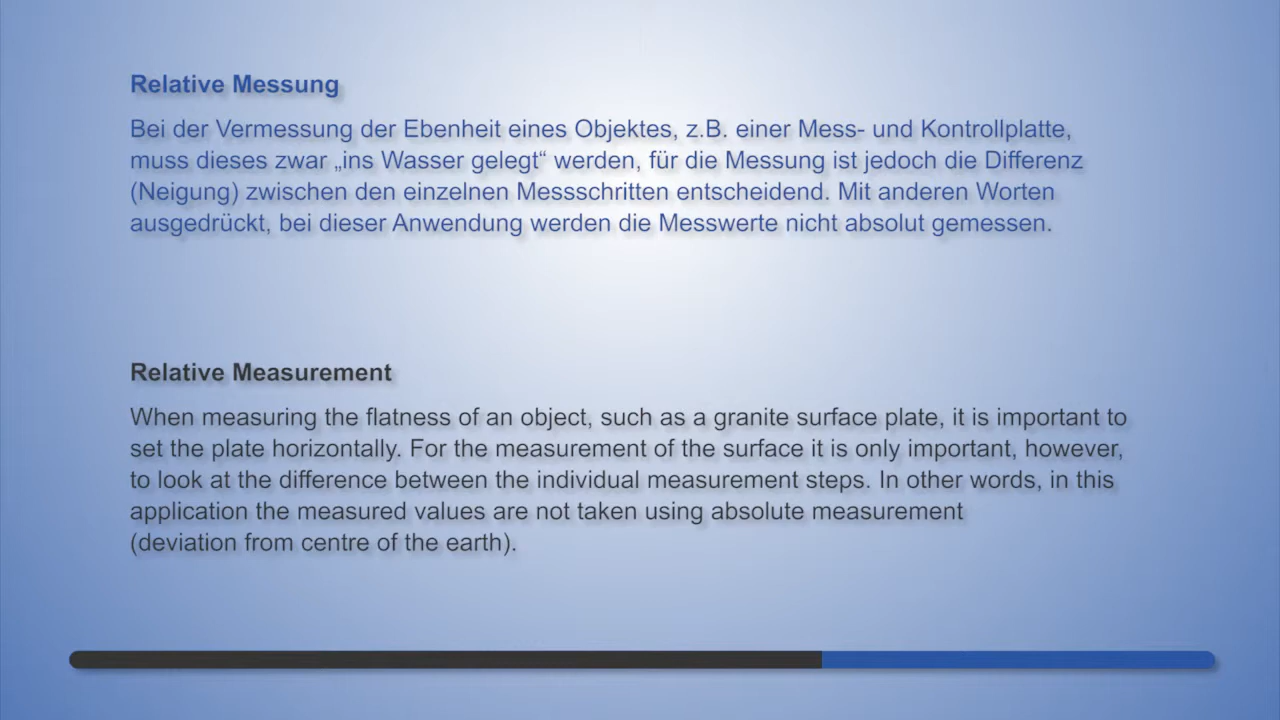 Relative Messung
Bei der Vermessung der Ebenheit eines Objektes, z.B. einer Mess- und Kontrollplatte,
muss dieses zwar „ins Wasser gelegt“ werden, für die Messung ist jedoch die Differenz
(Neigung) zwischen den einzelnen Messschritten entscheidend. Mit anderen Worten
ausgedrückt, bei dieser Anwendung werden die Messwerte nicht absolut gemessen.
Relative Measurement
When measuring the flatness of an object, such as a granite surface plate, it is important to
set the plate horizontally. For the measurement of the surface it is only important, however,
to look at the difference between the individual measurement steps. In other words, in this
application the measured values are not taken using absolute measurement
(deviation from centre of the earth).